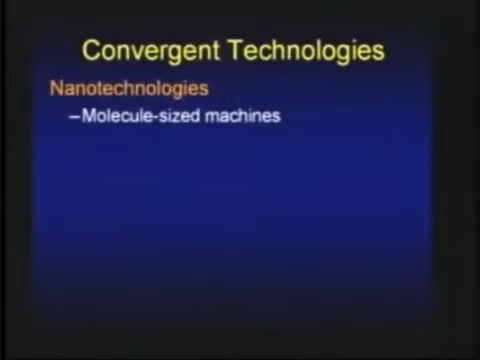 Convergent Technologies
Nanotechnologies
–Molecule-sized machines